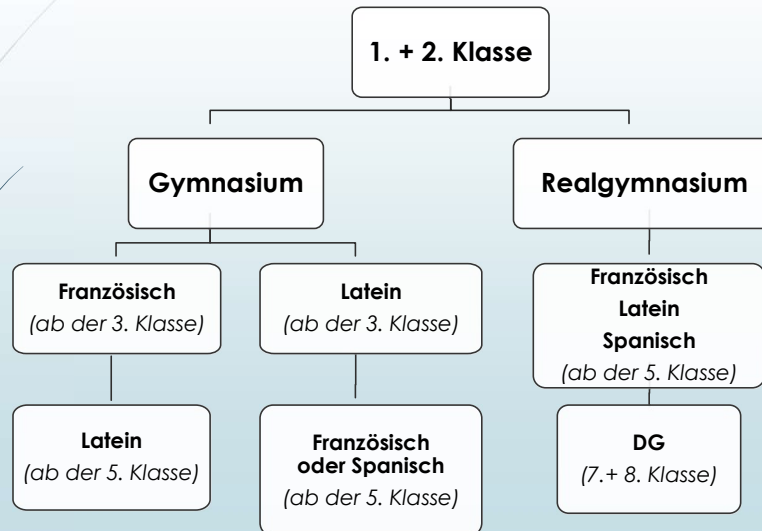 1. + 2. Klasse
Gymnasium
Realgymnasium
Französisch
(ab der 3. Klasse)
Latein
(ab der 3. Klasse)
Französisch
Latein
Spanisch
(ab der 5. Klasse)
Latein
(ab der 5. Klasse)
Französisch
oder Spanisch
(ab der 5. Klasse)
DG
(7.+ 8. Klasse)